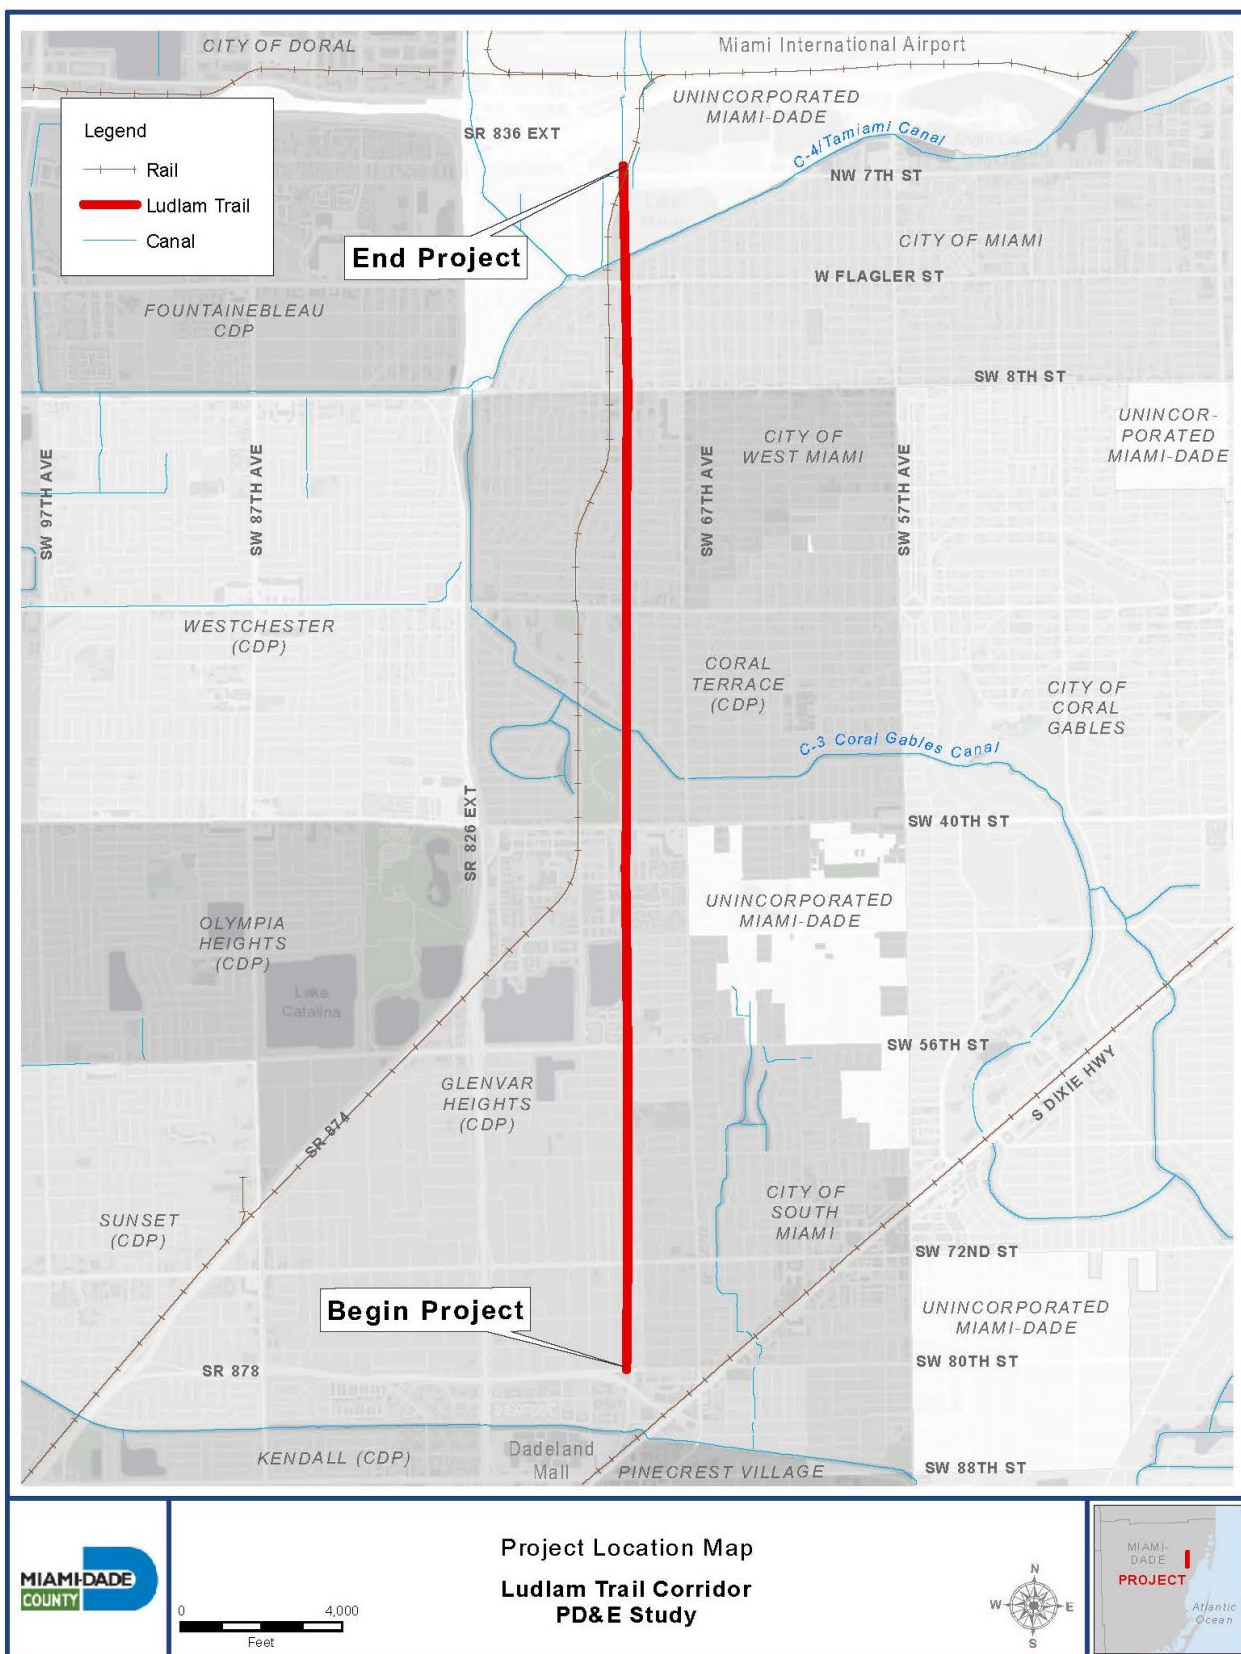 CITY OF DORAL
Miami International Airport
Legend
Rail
Ludlam Trail
Canal
UNINCORPORATED
MIAMI-DADE
SR 836 EXT
C-4/Tamiami Canal
NW 7TH ST
End Project
CITY OF MIAMI
W FLAGLER ST
FOUNTAINEBLEAU
CDP
SW 8TH ST
UNINCOR-
PORATED
MIAMI-DADE
CITY OF
WEST MIAMI
SW 97TH AVE
SW 87TH AVE
SW 67TH AVE
SW 57TH AVE
WESTCHESTER
(CDP)
CORAL
TERRACE
(CDP)
CITY OF
CORAL
GABLES
C-3 Coral Gables Canal
SR 826 EXT
SW 40TH ST
OLYMPIA
HEIGHTS
(CDP)
UNINCORPORATED
MIAMI-DADE
Lake
Catalina
SW 56TH ST
GLENVAR
HEIGHTS
(CDP)
S DIXIE HWY
SR 874
SUNSET
(CDP)
CITY OF
SOUTH
MIAMI
SW 72ND ST
Begin Project
UNINCORPORATED
MIAMI-DADE
SR 878
SW 80TH ST
KENDALL (CDP)
Dadeland
Mall
PINECREST VILLAGE
SW 88TH ST
MIAMI-DADE
COUNTY
0 4,000
Feet
Project Location Map
Ludlam Trail Corridor
PD&E Study
N
W E
S
MIAMI-
DADE
PROJECT
Atlantic
Ocean